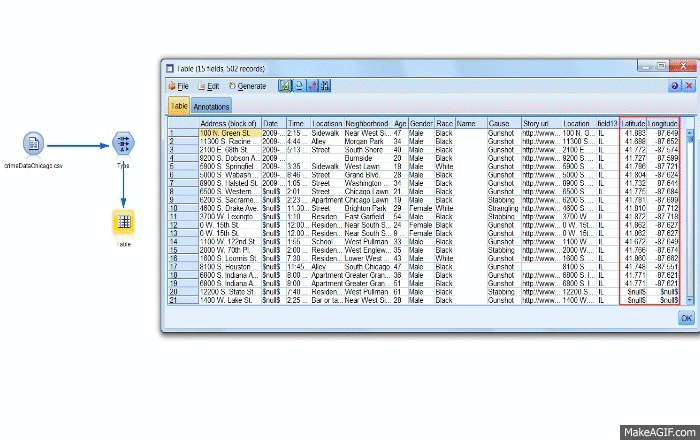 Table (15 fields, 502 records)
File Edit Generate
Table Annotations
Address (block of) Date Time Location Neighborhood Age Gender Race Name Cause Story url Location field13 Latitude Longitude
1 100 N. Green St. 2009-... 2:15 ... Sidewalk Near West Si... 47 Male Black Gunshot http://www... 100 N. G... IL 41.883 -87.649
2 11300 S. Racine ... 2009-... 4:44 ... Alley Morgan Park 34 Male Black Gunshot http://www... 11300 S... IL 41.688 -87.652
3 2100 E. 68th St. 2009-... 5:13 ... Street South Shore 40 Male Black Gunshot http://www... 2100 E. ... IL 41.772 -87.574
4 9200 S. Dobson A... 2009-... Burnside 20 Male Black Gunshot http://www... 9200 S. ... IL 41.727 -87.599
5 5900 S. ... 2009-... 3:35 ... Sidewalk West Lawn 18 Male White Gunshot http://www... IL 41.786 -87.721
6 5000 S. Wabash ... 2009-... 8:46 ... Street Grand Blvd. 28 Male Black Gunshot http://www... 5000 S. ... IL 41.804 -87.624
7 6900 S. Halsted St. 2009-... 1:01 ... Street Washington ... 34 Male Black Gunshot http://www... 6900 S. ... IL 41.732 -87.644
8 $null$ 2:01 ... Street Chicago Lawn 21 Male Black Gunshot http://www... IL 41.775 -87.684
9 6200 S. Sacrame... $null$ 2:23 ... Apartment Chicago Lawn 19 Male Black Stabbing http://www... 6200 S. ... IL 41.781 -87.699
10 4900 S. Drake Ave. $null$ 11:30... Street Brighton Park 29 Female White Strangling http://www... IL 41.810 -87.712
11 3700 W. Lexingto... $null$ 1:10 ... Residen... East Garfield 54 Male Black Stabbing http://www... 3700 W. ... IL 41.872 -87.718
12 0 W. 15th St. $null$ 12:00... Residen... Near South S... 24 Female Black Gunshot http://www... 0 W. 15t... IL 41.862 -87.627
13 0 W. 15th St. $null$ 12:00... Residen... Near South S... 9 ... Female Black Gunshot http://www... 0 W. 15t... IL 41.862 -87.627
14 1100 W. 122nd St. $null$ 1:55 School West Pullman 33 Male Black Gunshot http://www... 1100 W. ... IL 41.672 -87.649
15 2000 W. 70th Pl. $null$ 2:00 ... Residen... West Englew... 35 Male Black Stabbing http://www... 2000 W. ... IL 41.766 -87.674
16 1600 S. Loomis St. $null$ 7:30 ... Residen... Lower West ... 43 Male White Gunshot http://www... 1600 S. ... IL 41.960 -87.662
17 8100 S. Houston ... $null$ 11:45 Alley South Chicago 47 Male Black Gunshot http://www... 8100 S. ... IL 41.748 -87.551
18 6800 S. Indiana A... $null$ 8:00 ... Apartment Greater Gran... 36 Male Black Gunshot http://www... 6800 S. I... IL 41.771 -87.621
19 6800 S. Indiana A... $null$ 8:00 ... Apartment Greater Gran... 51 Male Black Gunshot http://www... 6800 S. I... IL 41.771 -87.621
20 12200 S. State St. $null$ 7:40 ... Residen... West Pullman 61 Male Black Stabbing http://www... 12200 S... IL $null$ $null$
21 1400 W. Lake St. $null$ 2:25 ... Bar or ta... Near West Si... 28 Male Black Gunshot http://www... 1400 W... IL $null$ $null$
OK
crimeDataChicago.csv
Type
Table
MakeAGIF.com